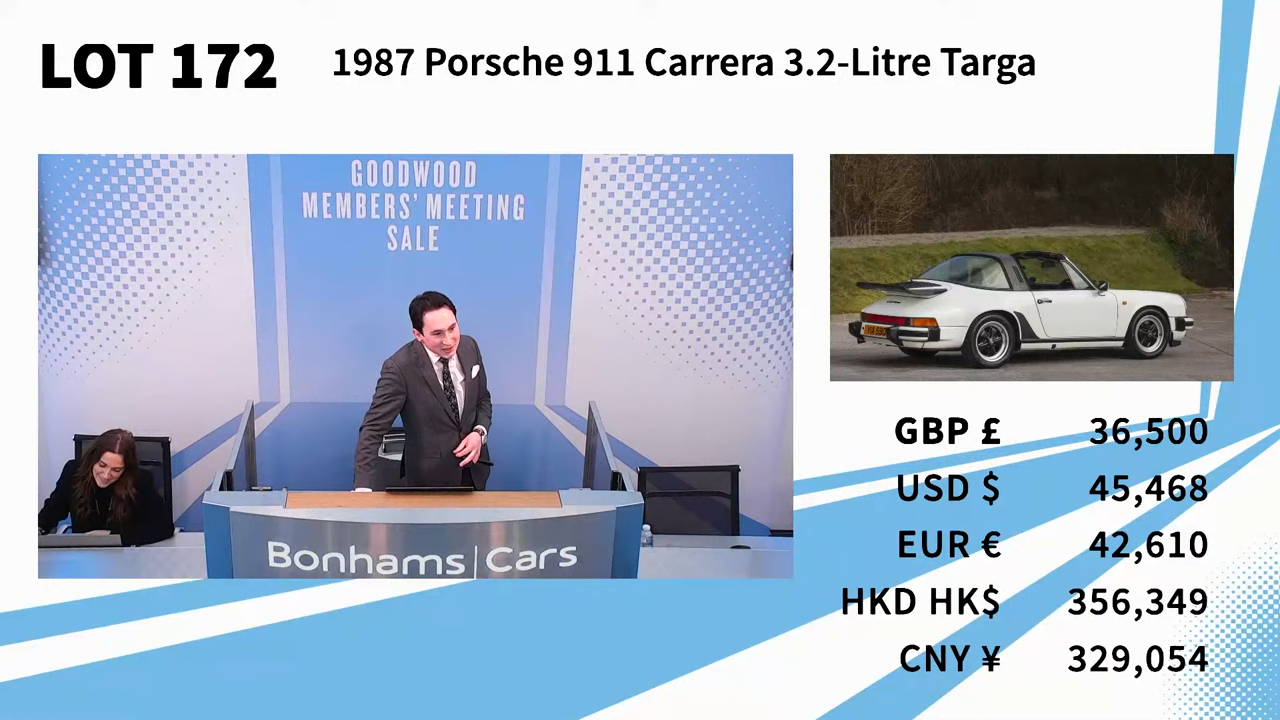 LOT 172 1987 Porsche 911 Carrera 3.2-Litre Targa
GOODWOOD
MEMBERS' MEETING
SALE
Bonhams | Cars
GBP £ 36,500
USD $ 45,468
EUR € 42,610
HKD HK$ 356,349
CNY ¥ 329,054